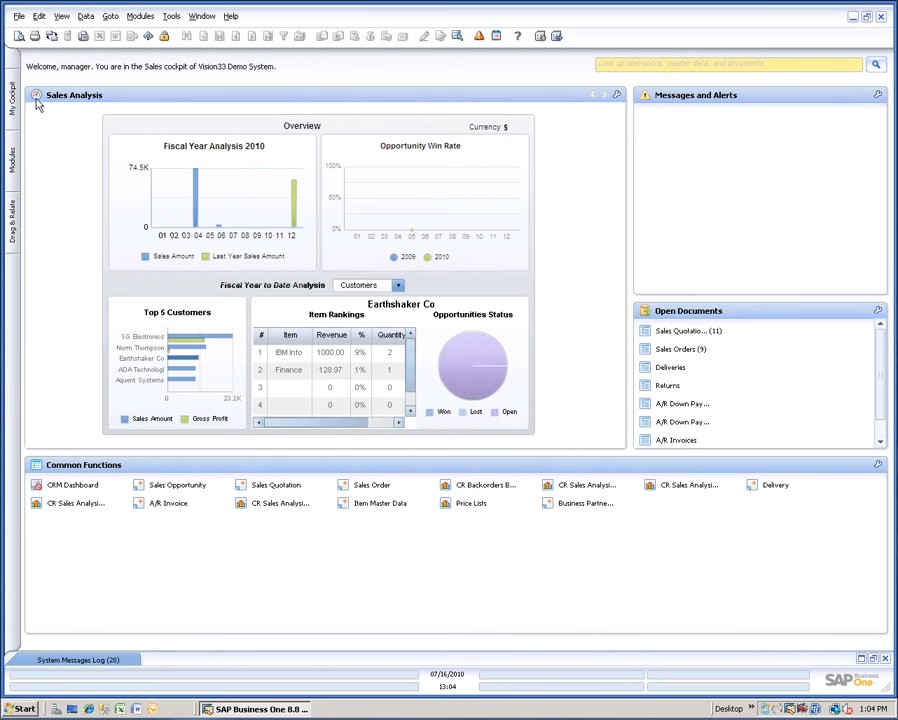 File Edit View Data Goto Modules Tools Window Help
Welcome, manager. You are in the Sales cockpit of Vision33 Demo System.
Look up operations, master data, and documents
My Cockpit
Modules
Drag & Relate
Sales Analysis
Overview
Currency $
Fiscal Year Analysis 2010
74.5K
0
01 02 03 04 05 06 07 08 09 10 11 12
Sales Amount Last Year Sales Amount
Opportunity Win Rate
100%
50%
0%
01 02 03 04 05 06 07 08 09 10 11 12
2009 2010
Fiscal Year to Date Analysis Customers
Top 5 Customers
SG Electronics
Norm Thompson
Earthshaker Co
ADA Technologi
Aquent Systems
0 23.2K
Sales Amount Gross Profit
Earthshaker Co
Item Rankings
# Item Revenue % Quantity
1 IBM Info 1000.00 9% 2
2 Finance 128.97 1% 1
3 0 0% 0
4 0 0% 0
Opportunities Status
Won Lost Open
Messages and Alerts
Open Documents
Sales Quotatio... (11)
Sales Orders (9)
Deliveries
Returns
A/R Down Pay...
A/R Down Pay...
A/R Invoices
Common Functions
CRM Dashboard Sales Opportunity Sales Quotation Sales Order CR Backorders B... CR Sales Analysi... CR Sales Analysi... Delivery
CR Sales Analysi... A/R Invoice CR Sales Analysi... Item Master Data Price Lists Business Partne...
System Messages Log (20)
07/16/2010
13:04
SAP Business One
Start
SAP Business One 8.8 ...
Desktop »
1:04 PM